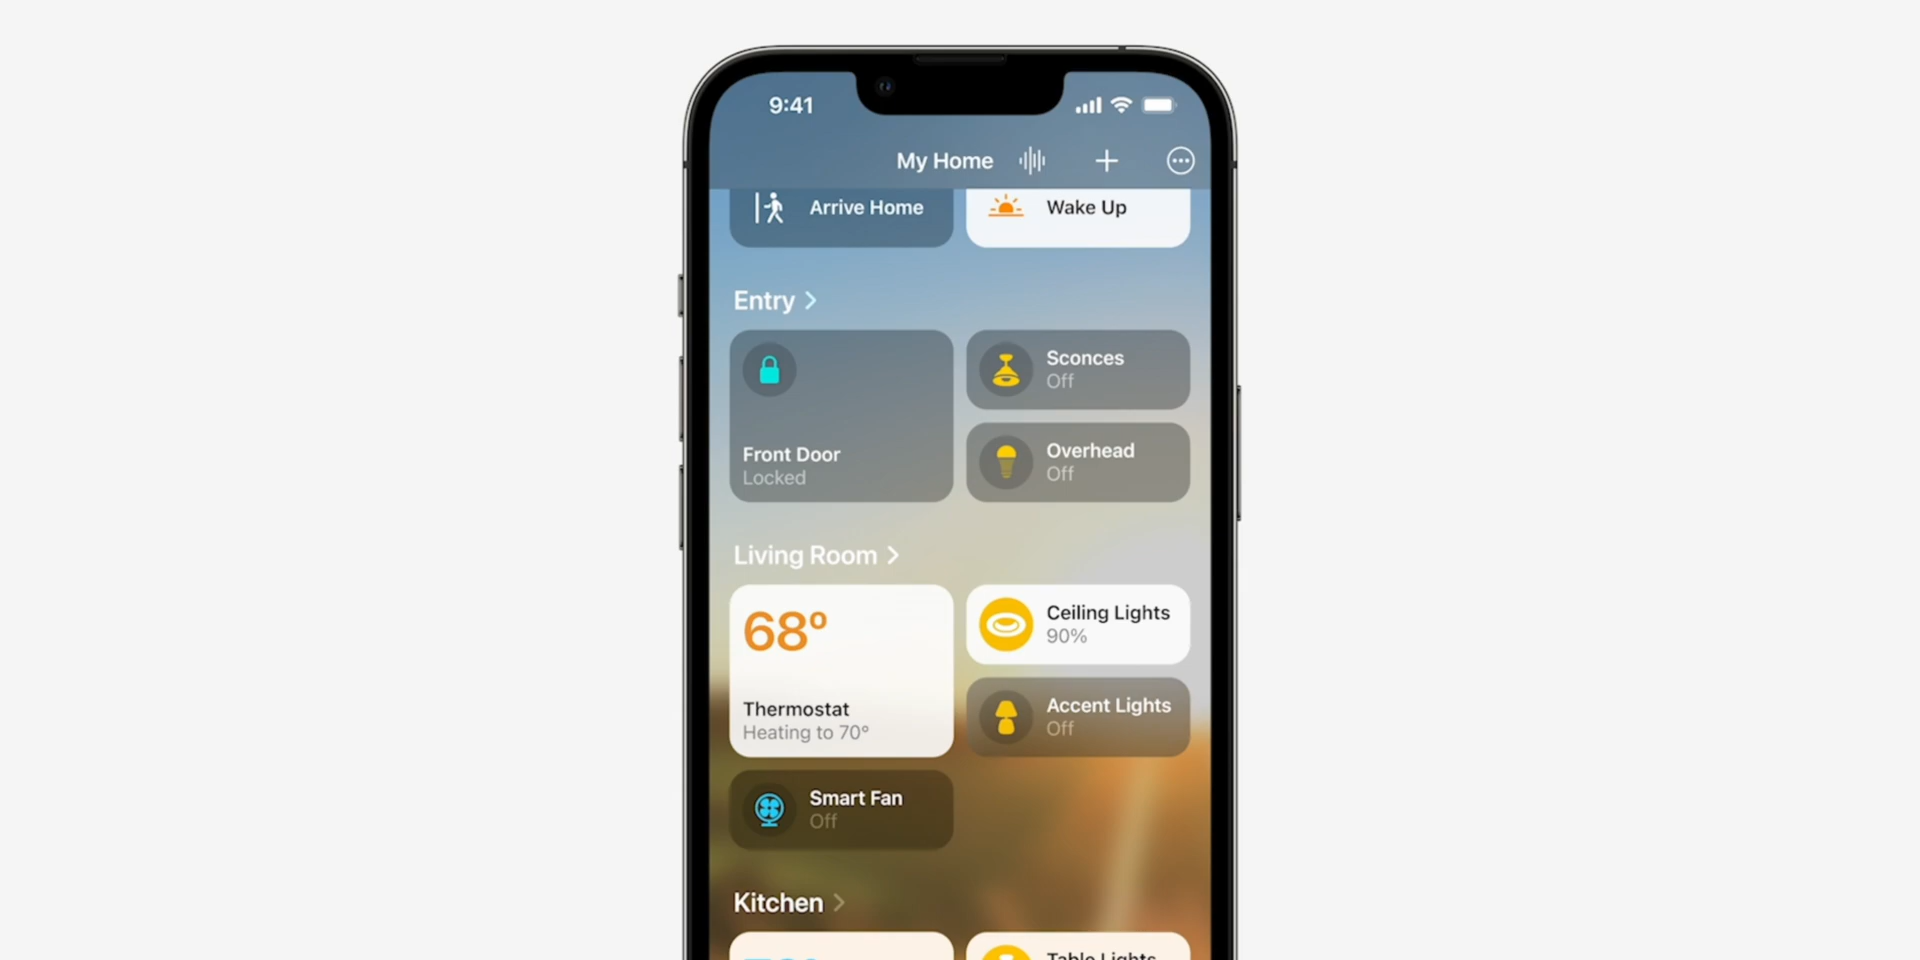 9:41
My Home
Arrive Home
Wake Up
Entry
Front Door
Locked
Sconces
Off
Overhead
Off
Living Room
68°
Thermostat
Heating to 70°
Ceiling Lights
90%
Accent Lights
Off
Smart Fan
Off
Kitchen
Table Lights